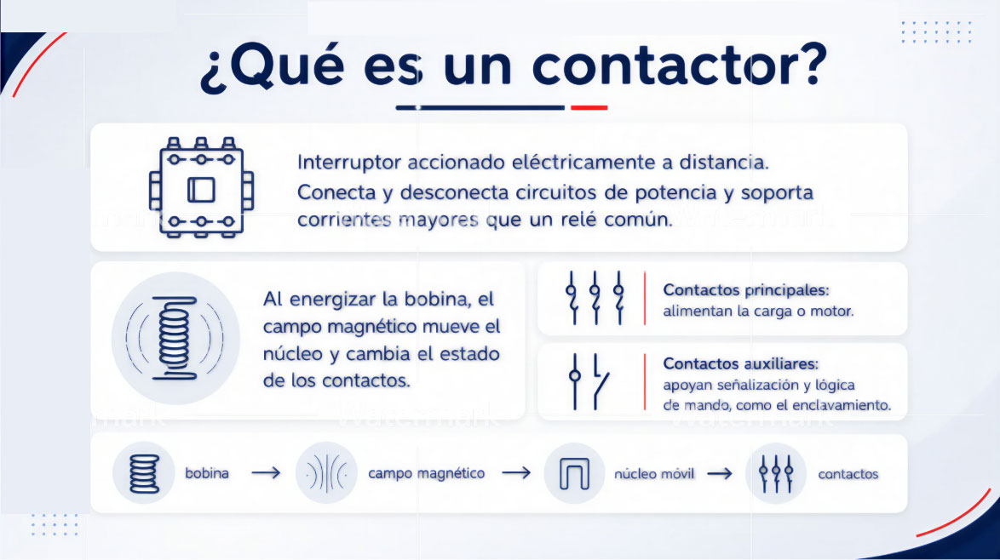 ¿Qué es un contactor?
Interruptor accionado eléctricamente a distancia.
Conecta y desconecta circuitos de potencia y soporta
corrientes mayores que un relé común.
Al energizar la bobina, el
campo magnético mueve el
núcleo y cambia el estado
de los contactos.
Contactos principales:
alimentan la carga o motor.
Contactos auxiliares:
apoyan señalización y lógica
de mando, como el enclavamiento.
bobina
campo magnético
núcleo móvil
contactos